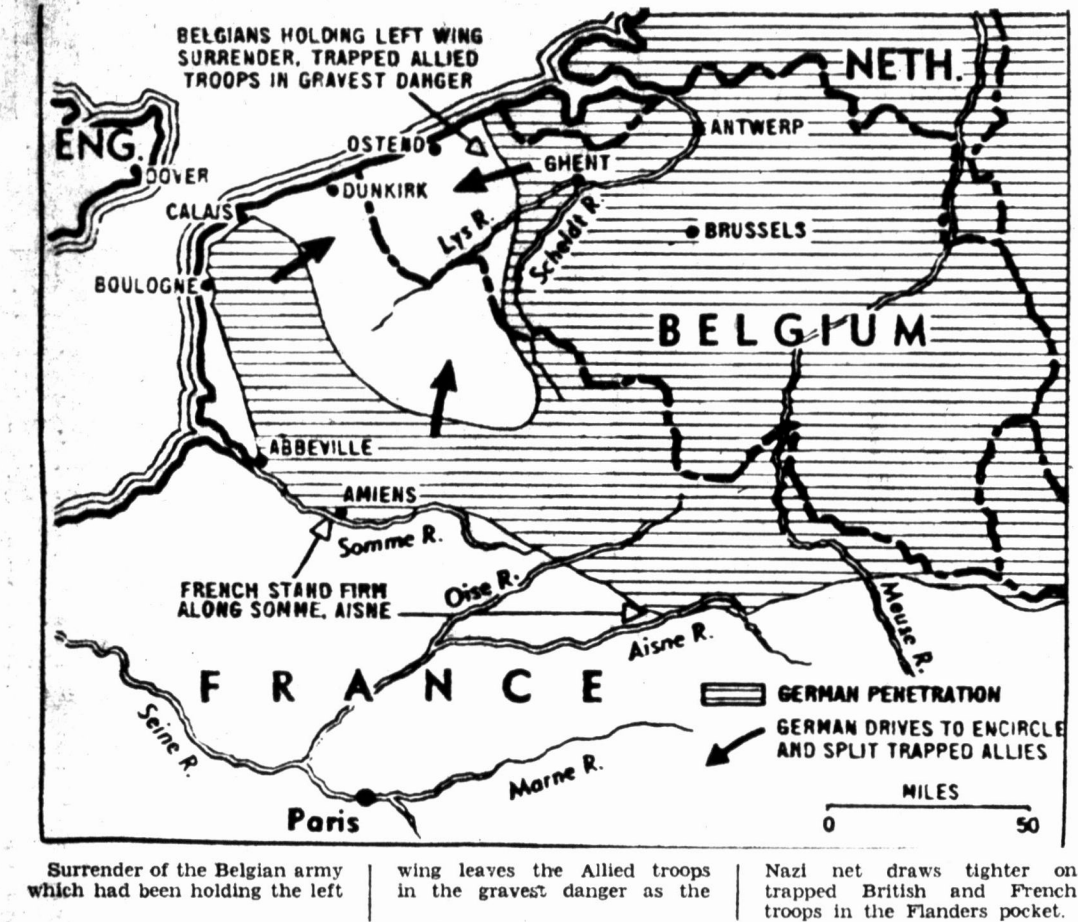 BELGIANS HOLDING LEFT WING
SURRENDER, TRAPPED ALLIED
TROOPS IN GRAVEST DANGER
NETH.
ENG.
DOVER
OSTEND
ANTWERP
GHENT
DUNKIRK
CALAIS
Lys R.
Scheldt R.
BRUSSELS
BOULOGNE
BELGIUM
ABBEVILLE
AMIENS
Somme R.
FRENCH STAND FIRM
ALONG SOMME, AISNE
Oise R.
Aisne R.
Meuse R.
FRANCE
GERMAN PENETRATION
GERMAN DRIVES TO ENCIRCLE
AND SPLIT TRAPPED ALLIES
Seine R.
Marne R.
Paris
MILES
0 50
Surrender of the Belgian army
which had been holding the left
wing leaves the Allied troops
in the gravest danger as the
Nazi net draws tighter on
trapped British and French
troops in the Flanders pocket.